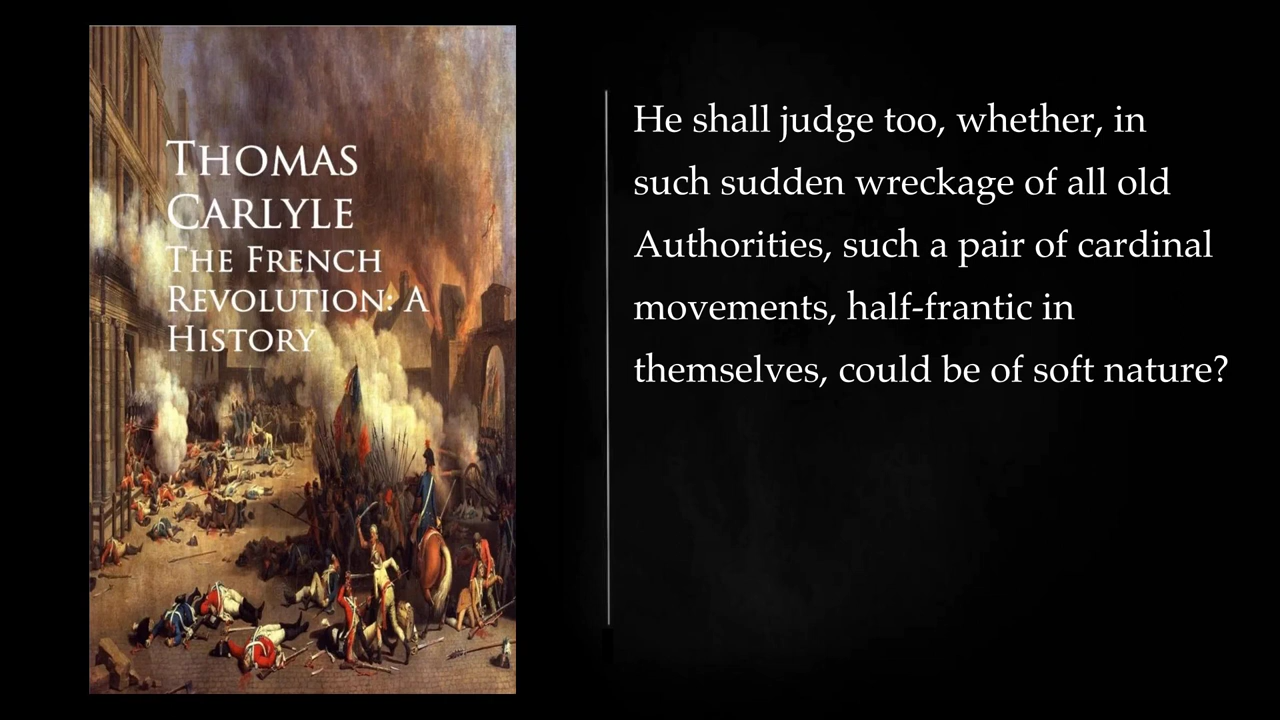 THOMAS
CARLYLE
THE FRENCH
REVOLUTION: A
HISTORY
He shall judge too, whether, in
such sudden wreckage of all old
Authorities, such a pair of cardinal
movements, half-frantic in
themselves, could be of soft nature?